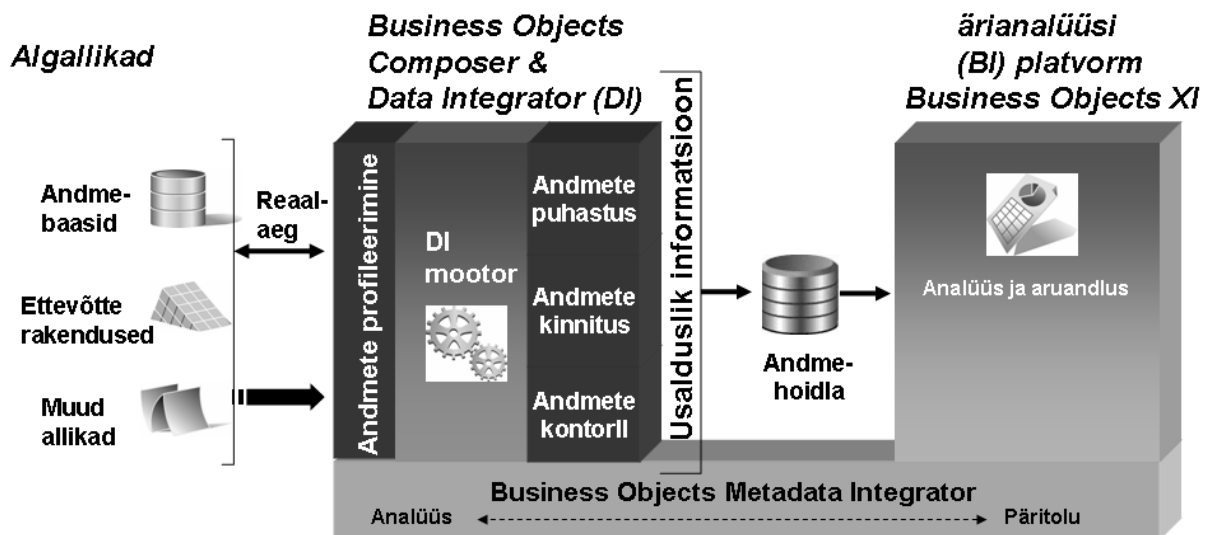 Algallikad
Business Objects
Composer &
Data Integrator (DI)
ärianalüüsi
(BI) platvorm
Business Objects XI
Andme-
baasid
Ettevõtte
rakendused
Muud
allikad
Reaal-
aeg
Andmete profileerimine
DI
mootor
Andmete
puhastus
Andmete
kinnitus
Andmete
kontorll
Usalduslik informatsioon
Andme-
hoidla
Analüüs ja aruandlus
Business Objects Metadata Integrator
Analüüs
Päritolu